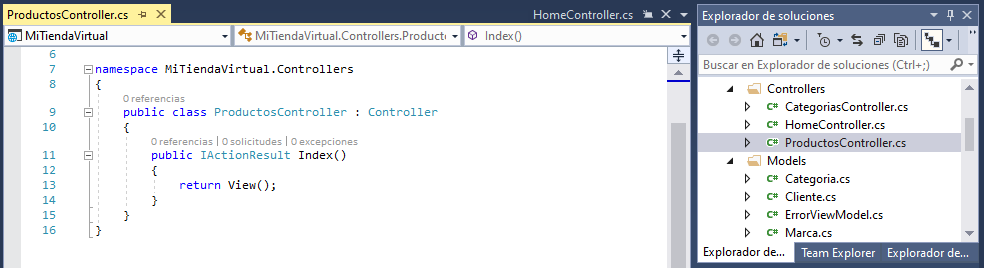 ProductosController.cs
HomeController.cs
MiTiendaVirtual
MiTiendaVirtual.Controllers.Producte
Index()
6
7 namespace MiTiendaVirtual.Controllers
8 {
0 referencias
9 public class ProductosController : Controller
10 {
0 referencias | 0 solicitudes | 0 excepciones
11 public IActionResult Index()
12 {
13 return View();
14 }
15 }
16 }
Explorador de soluciones
Buscar en Explorador de soluciones (Ctrl+;)
Controllers
C# CategoriasController.cs
C# HomeController.cs
C# ProductosController.cs
Models
C# Categoria.cs
C# Cliente.cs
C# ErrorViewModel.cs
C# Marca.cs
Explorador de... Team Explorer Explorador de...